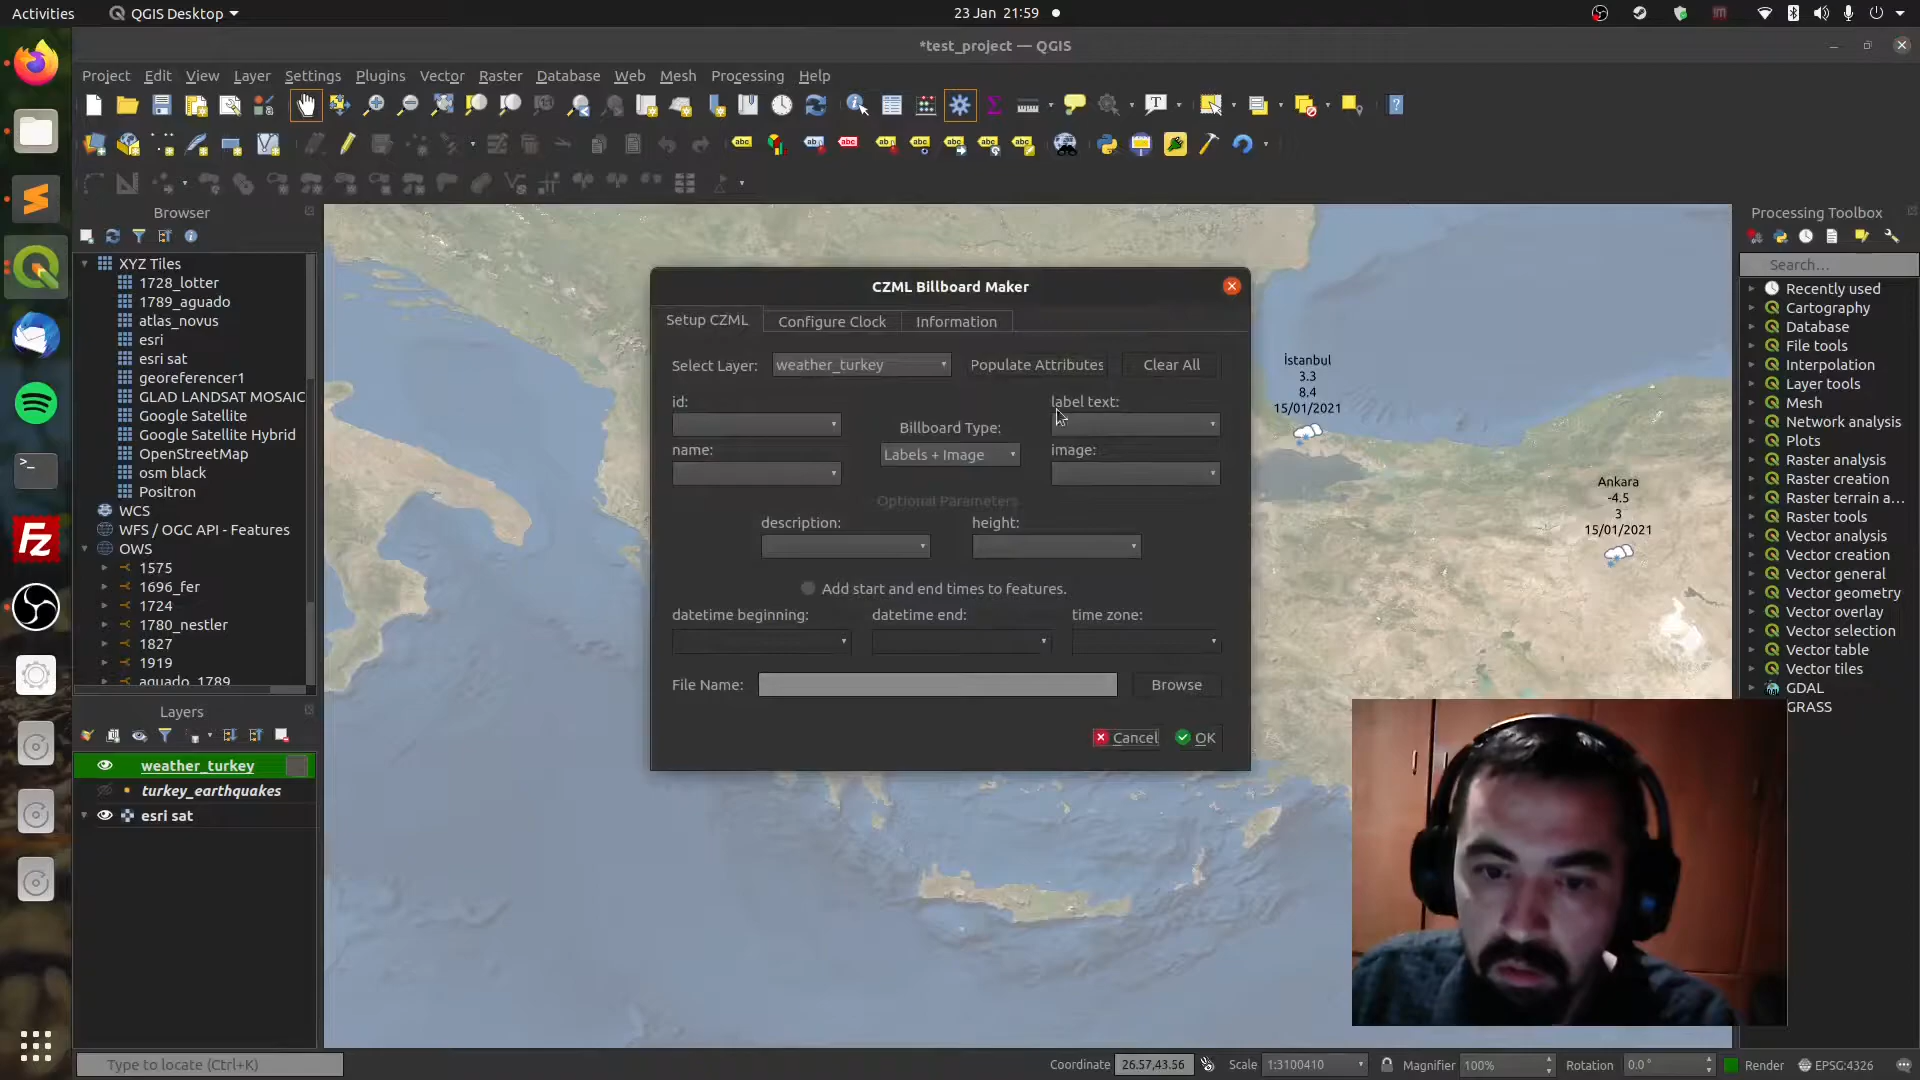 Activities
QGIS Desktop
23 Jan 21:59
*test_project — QGIS
Project Edit View Layer Settings Plugins Vector Raster Database Web Mesh Processing Help
Browser
XYZ Tiles
1728_lotter
1789_aguado
atlas_novus
esri
esri sat
georeferencer1
GLAD LANDSAT MOSAIC
Google Satellite
Google Satellite Hybrid
OpenStreetMap
osm black
Positron
WCS
WFS / OGC API - Features
OWS
1575
1696_fer
1724
1780_nestler
1827
1919
aguado_1789
Layers
weather_turkey
turkey_earthquakes
esri sat
Type to locate (Ctrl+K)
CZML Billboard Maker
Setup CZML
Configure Clock
Information
Select Layer: weather_turkey
Populate Attributes
Clear All
id:
label text:
Billboard Type:
name:
Labels + Image
image:
Optional Parameters
description:
height:
Add start and end times to features.
datetime beginning:
datetime end:
time zone:
File Name:
Browse
Cancel
OK
İstanbul
3.3
8.4
15/01/2021
Ankara
-4.5
3
15/01/2021
Processing Toolbox
Search…
Recently used
Cartography
Database
File tools
Interpolation
Layer tools
Mesh
Network analysis
Plots
Raster analysis
Raster creation
Raster terrain a…
Raster tools
Vector analysis
Vector creation
Vector general
Vector geometry
Vector overlay
Vector selection
Vector table
Vector tiles
GDAL
GRASS
Coordinate 26.57,43.56
Scale 1:3100410
Magnifier 100%
Rotation 0.0 °
Render
EPSG:4326